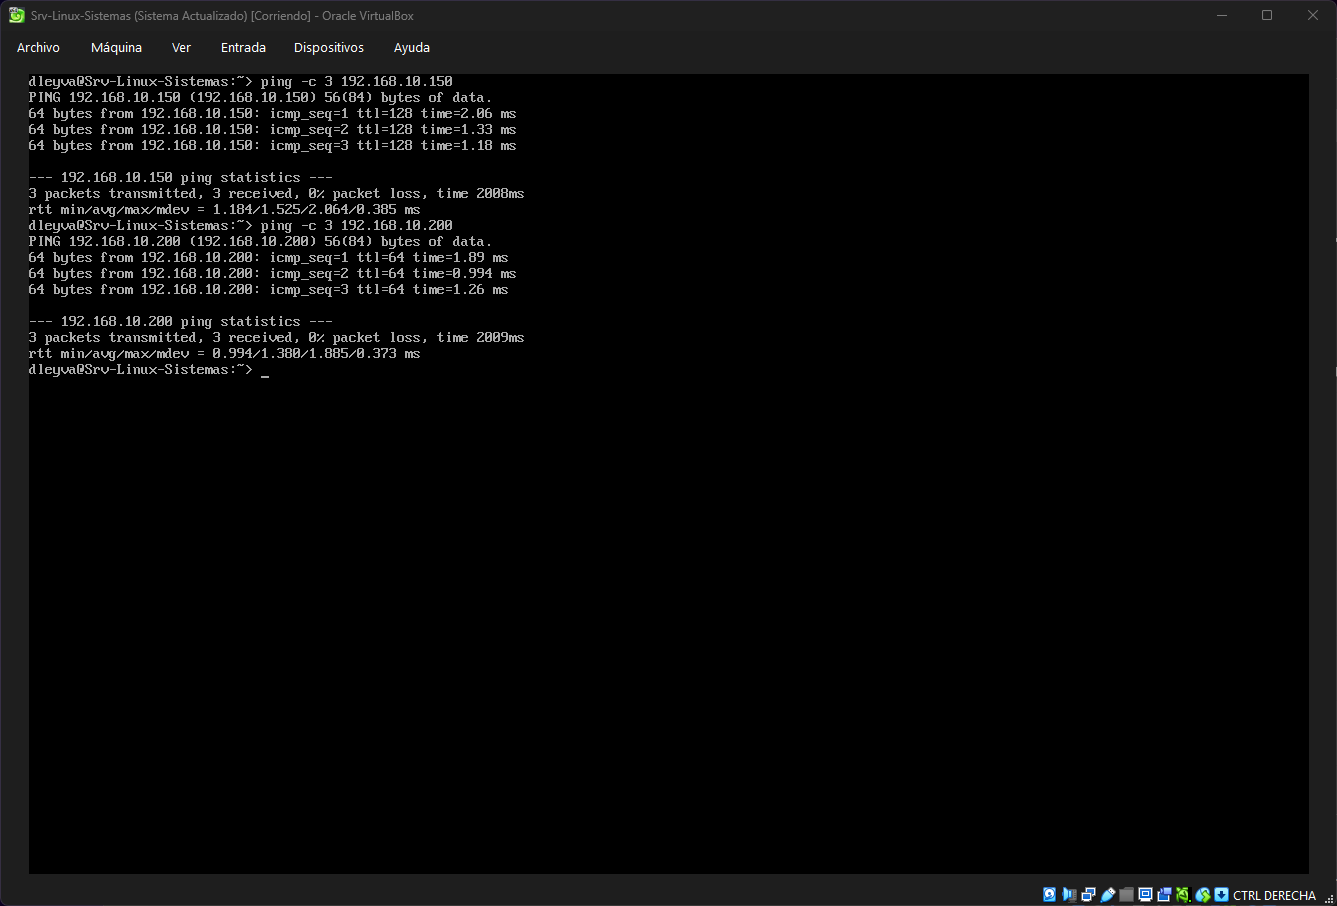 Srv-Linux-Sistemas (Sistema Actualizado) [Corriendo] - Oracle VirtualBox
Archivo Máquina Ver Entrada Dispositivos Ayuda
dleyva@Srv-Linux-Sistemas:~> ping -c 3 192.168.10.150
PING 192.168.10.150 (192.168.10.150) 56(84) bytes of data.
64 bytes from 192.168.10.150: icmp_seq=1 ttl=128 time=2.06 ms
64 bytes from 192.168.10.150: icmp_seq=2 ttl=128 time=1.33 ms
64 bytes from 192.168.10.150: icmp_seq=3 ttl=128 time=1.18 ms

--- 192.168.10.150 ping statistics ---
3 packets transmitted, 3 received, 0% packet loss, time 2008ms
rtt min/avg/max/mdev = 1.184/1.525/2.064/0.385 ms
dleyva@Srv-Linux-Sistemas:~> ping -c 3 192.168.10.200
PING 192.168.10.200 (192.168.10.200) 56(84) bytes of data.
64 bytes from 192.168.10.200: icmp_seq=1 ttl=64 time=1.89 ms
64 bytes from 192.168.10.200: icmp_seq=2 ttl=64 time=0.994 ms
64 bytes from 192.168.10.200: icmp_seq=3 ttl=64 time=1.26 ms

--- 192.168.10.200 ping statistics ---
3 packets transmitted, 3 received, 0% packet loss, time 2009ms
rtt min/avg/max/mdev = 0.994/1.380/1.885/0.373 ms
dleyva@Srv-Linux-Sistemas:~> _
CTRL DERECHA